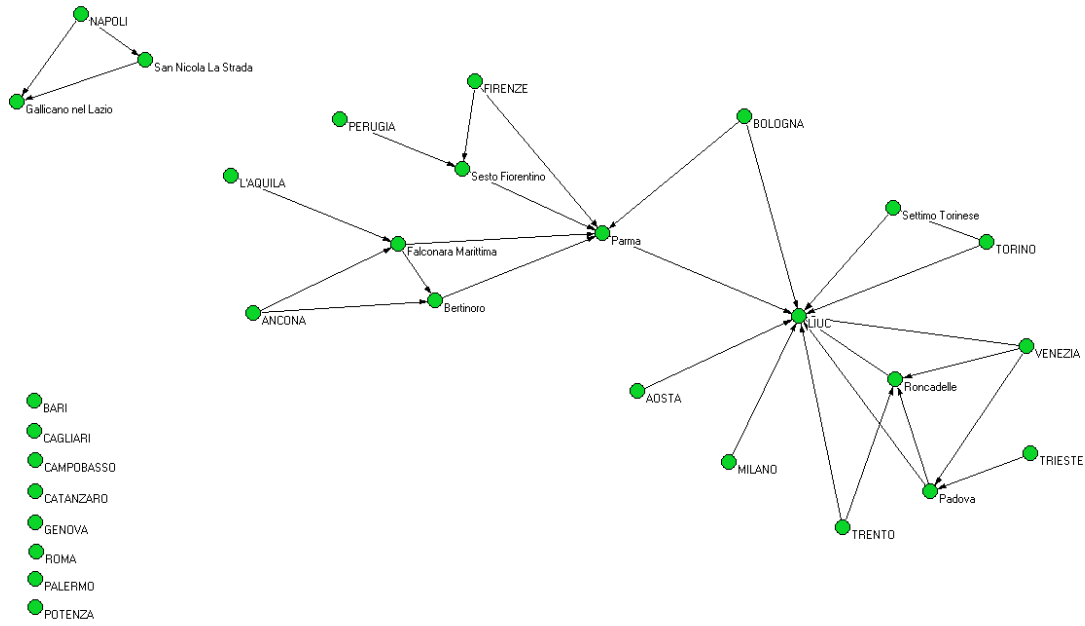 NAPOLI
San Nicola La Strada
Gallicano nel Lazio
FIRENZE
PERUGIA
BOLOGNA
Sesto Fiorentino
L'AQUILA
Settimo Torinese
Parma
TORINO
Falconara Marittima
Bertinoro
ANCONA
LIUC
VENEZIA
Roncadelle
AOSTA
BARI
CAGLIARI
TRIESTE
CAMPOBASSO
MILANO
CATANZARO
Padova
GENOVA
TRENTO
ROMA
PALERMO
POTENZA